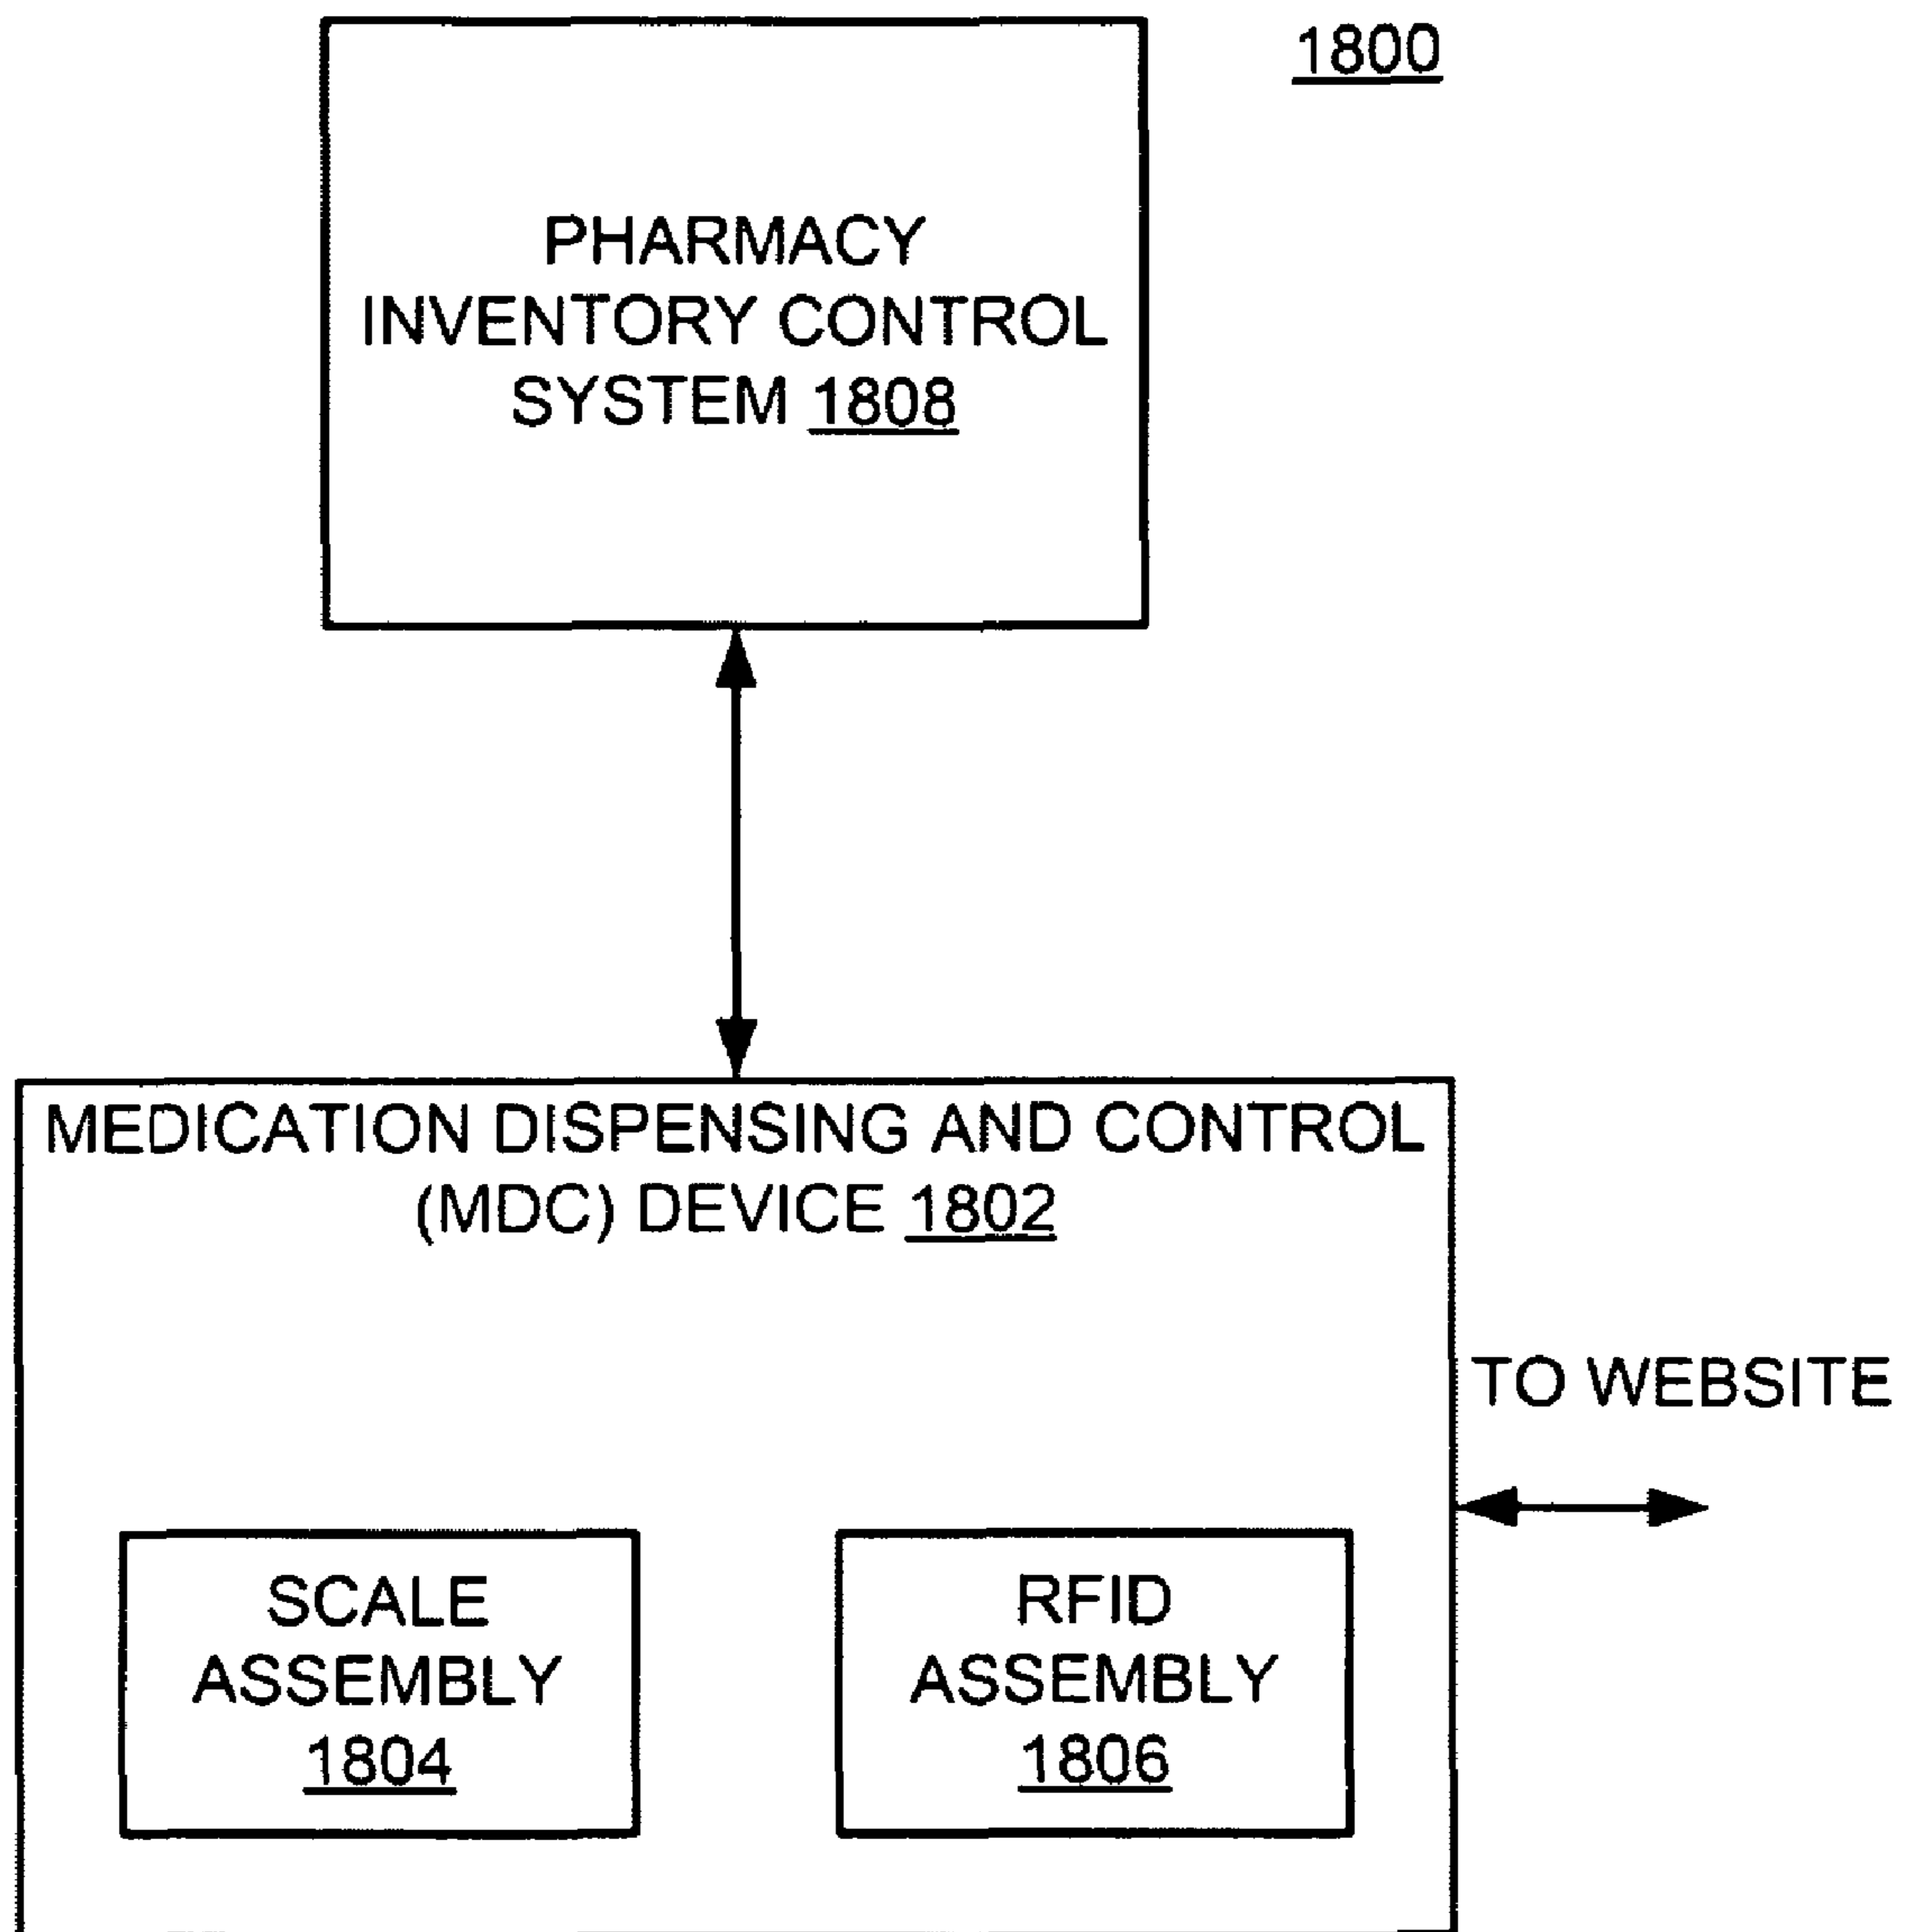 1800
PHARMACY
INVENTORY CONTROL
SYSTEM 1808
MEDICATION DISPENSING AND CONTROL
(MDC) DEVICE 1802
TO WEBSITE
SCALE
ASSEMBLY
1804
RFID
ASSEMBLY
1806